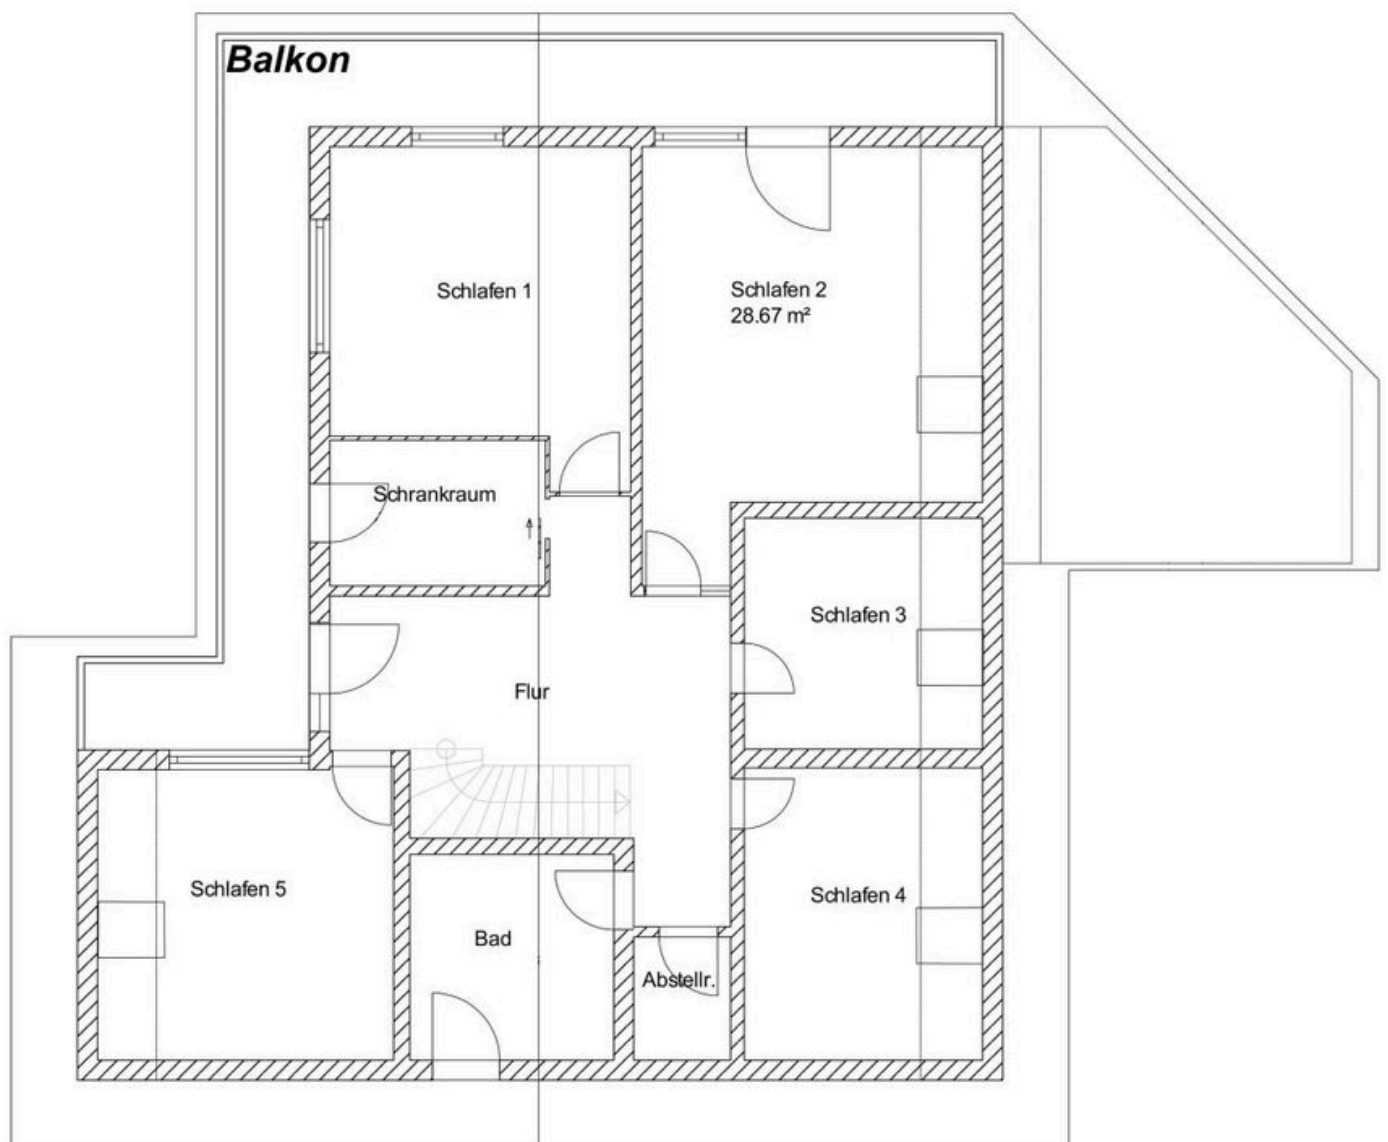 Balkon
Schlafen 1
Schlafen 2
28.67 m²
Schrankraum
Schlafen 3
Flur
Schlafen 5
Schlafen 4
Bad
Abstellr.